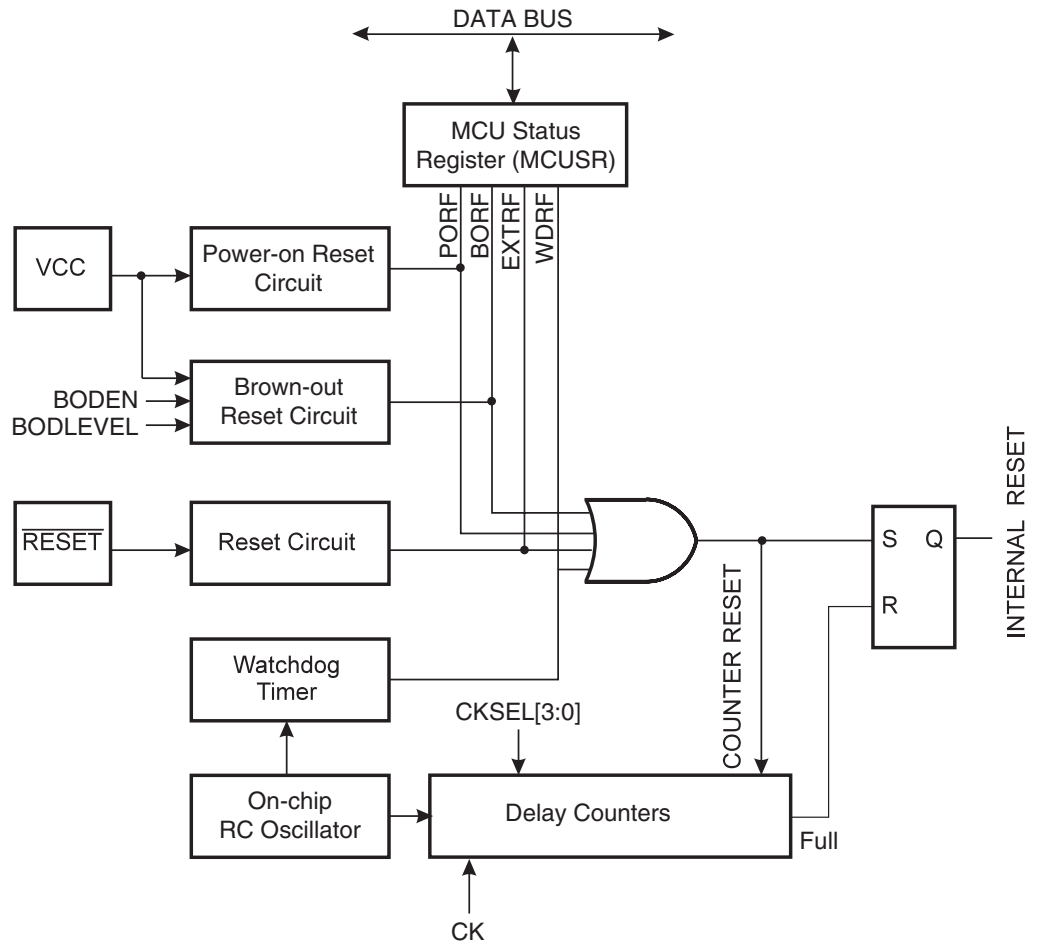 DATA BUS
MCU Status
Register (MCUSR)
PORF
BORF
EXTRF
WDRF
VCC
Power-on Reset
Circuit
Brown-out
Reset Circuit
BODEN
BODLEVEL
RESET
Reset Circuit
S
Q
R
INTERNAL RESET
COUNTER RESET
Watchdog
Timer
CKSEL[3:0]
On-chip
RC Oscillator
Delay Counters
Full
CK